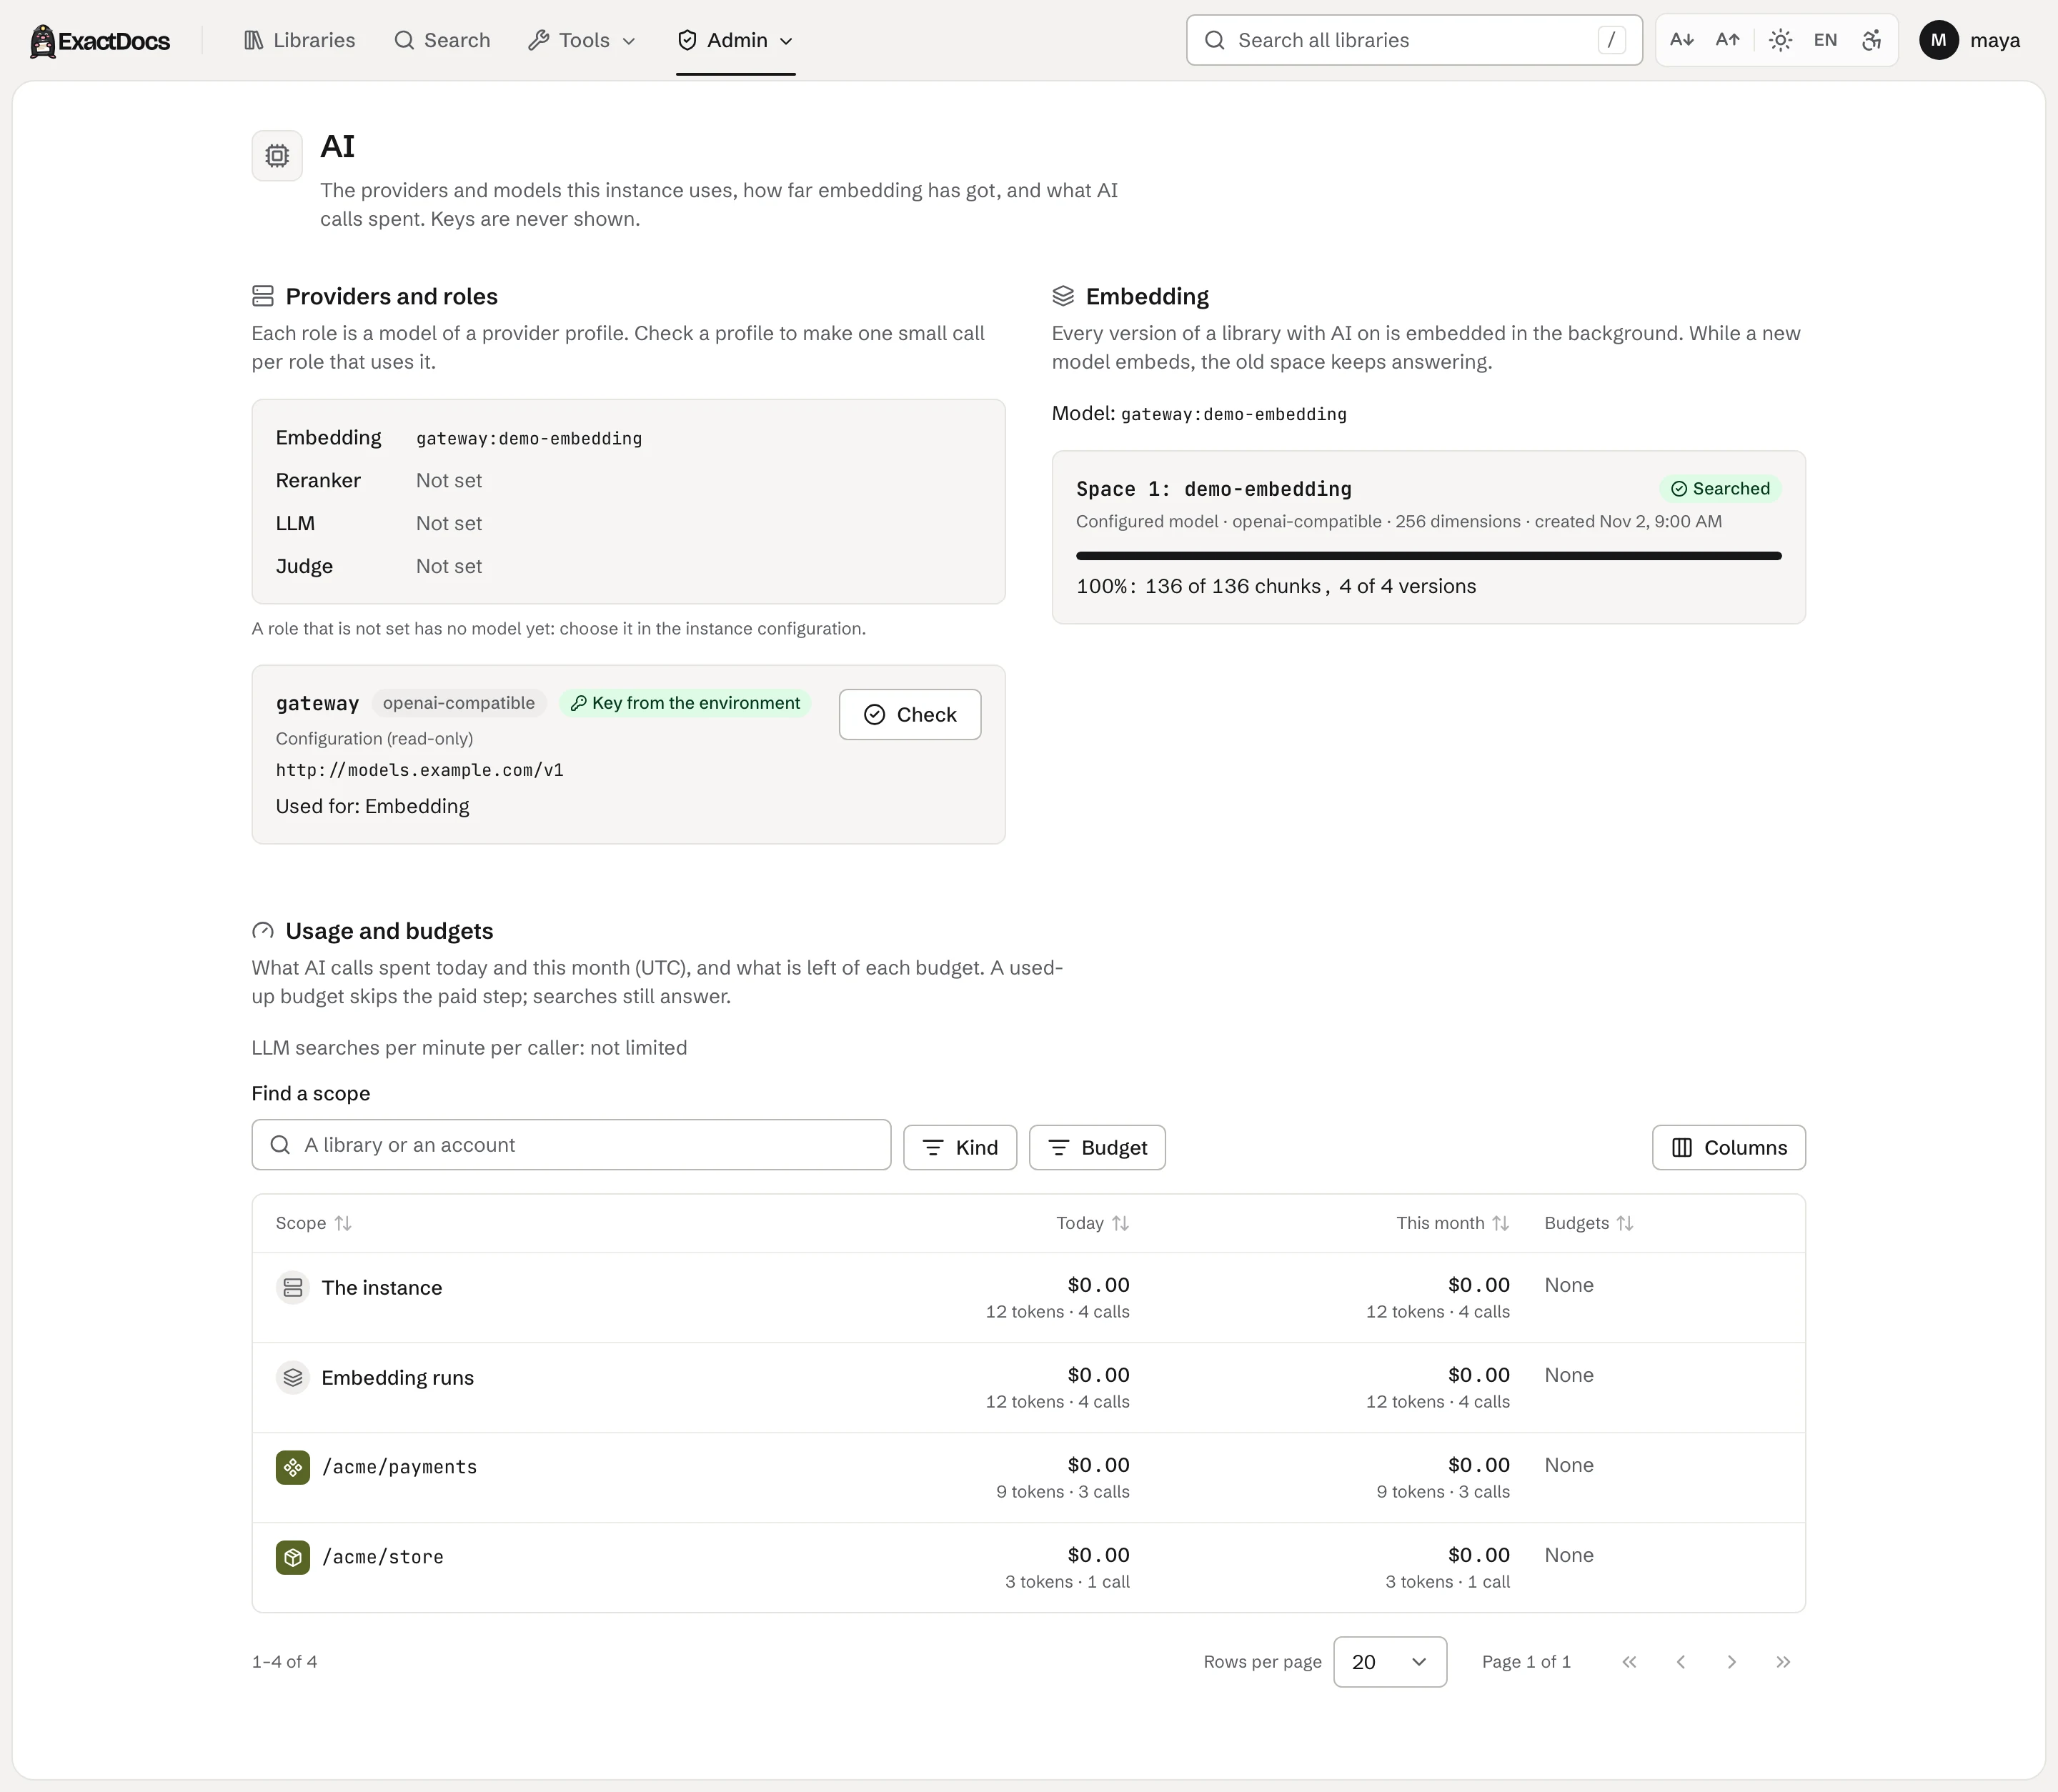 ExactDocs
Libraries
Search
Tools
Admin
Search all libraries
/
A↓
A↑
EN
M
maya
AI
The providers and models this instance uses, how far embedding has got, and what AI
calls spent. Keys are never shown.
Providers and roles
Each role is a model of a provider profile. Check a profile to make one small call
per role that uses it.
Embedding gateway:demo-embedding
Reranker Not set
LLM Not set
Judge Not set
A role that is not set has no model yet: choose it in the instance configuration.
gateway openai-compatible Key from the environment
Check
Configuration (read-only)
http://models.example.com/v1
Used for: Embedding
Embedding
Every version of a library with AI on is embedded in the background. While a new
model embeds, the old space keeps answering.
Model: gateway:demo-embedding
Space 1: demo-embedding
Searched
Configured model · openai-compatible · 256 dimensions · created Nov 2, 9:00 AM
100%: 136 of 136 chunks, 4 of 4 versions
Usage and budgets
What AI calls spent today and this month (UTC), and what is left of each budget. A used-
up budget skips the paid step; searches still answer.
LLM searches per minute per caller: not limited
Find a scope
A library or an account
Kind
Budget
Columns
Scope Today This month Budgets
The instance $0.00 $0.00 None
12 tokens · 4 calls 12 tokens · 4 calls
Embedding runs $0.00 $0.00 None
12 tokens · 4 calls 12 tokens · 4 calls
/acme/payments $0.00 $0.00 None
9 tokens · 3 calls 9 tokens · 3 calls
/acme/store $0.00 $0.00 None
3 tokens · 1 call 3 tokens · 1 call
1–4 of 4
Rows per page 20
Page 1 of 1